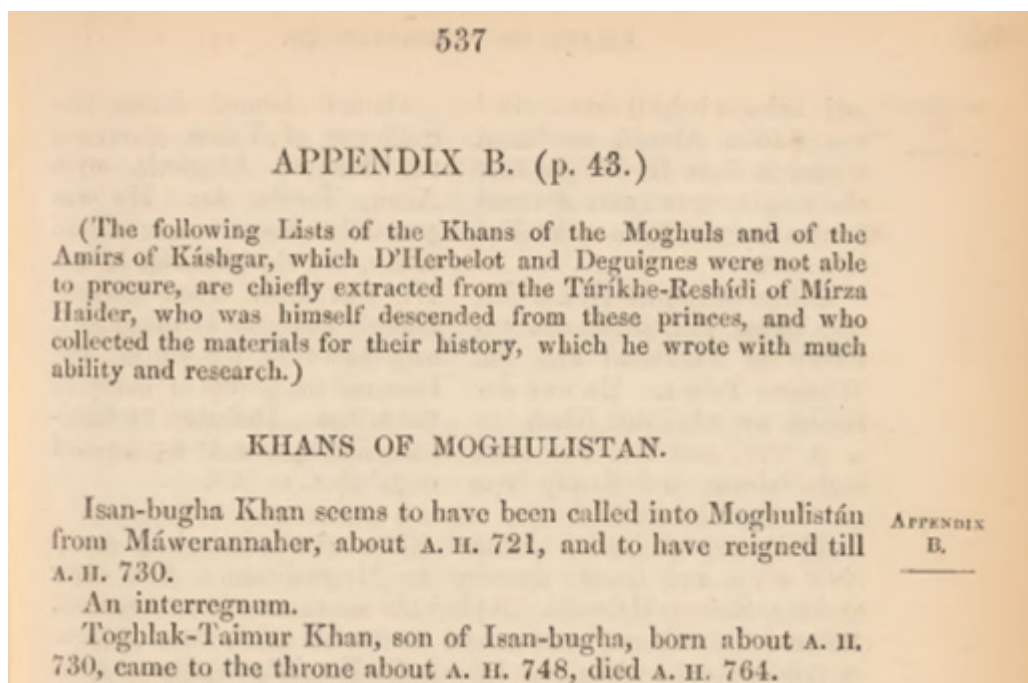 537
APPENDIX B. (p. 43.)
(The following Lists of the Khans of the Moghuls and of the
Amírs of Káshgar, which D'Herbelot and Deguignes were not able
to procure, are chiefly extracted from the Táríkhe-Reshídi of Mírza
Haider, who was himself descended from these princes, and who
collected the materials for their history, which he wrote with much
ability and research.)
KHANS OF MOGHULISTAN.
Isan-bugha Khan seems to have been called into Moghulistán
from Máwerannaher, about A. H. 721, and to have reigned till
A. H. 730.
APPENDIX
B.
An interregnum.
Toghlak-Taimur Khan, son of Isan-bugha, born about A. H.
730, came to the throne about A. H. 748, died A. H. 764.